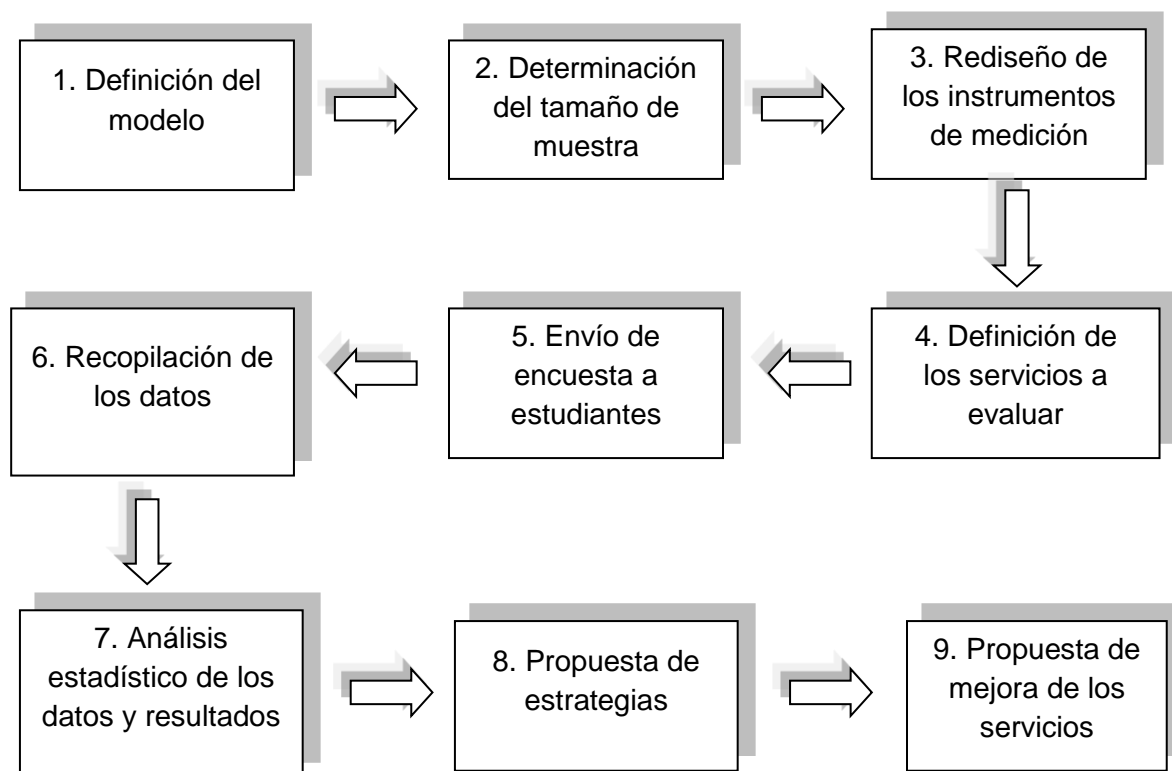 1. Definición del
modelo
2. Determinación
del tamaño de
muestra
3. Rediseño de
los instrumentos
de medición
4. Definición de
los servicios a
evaluar
5. Envío de
encuesta a
estudiantes
6. Recopilación de
los datos
7. Análisis
estadístico de los
datos y resultados
8. Propuesta de
estrategias
9. Propuesta de
mejora de los
servicios